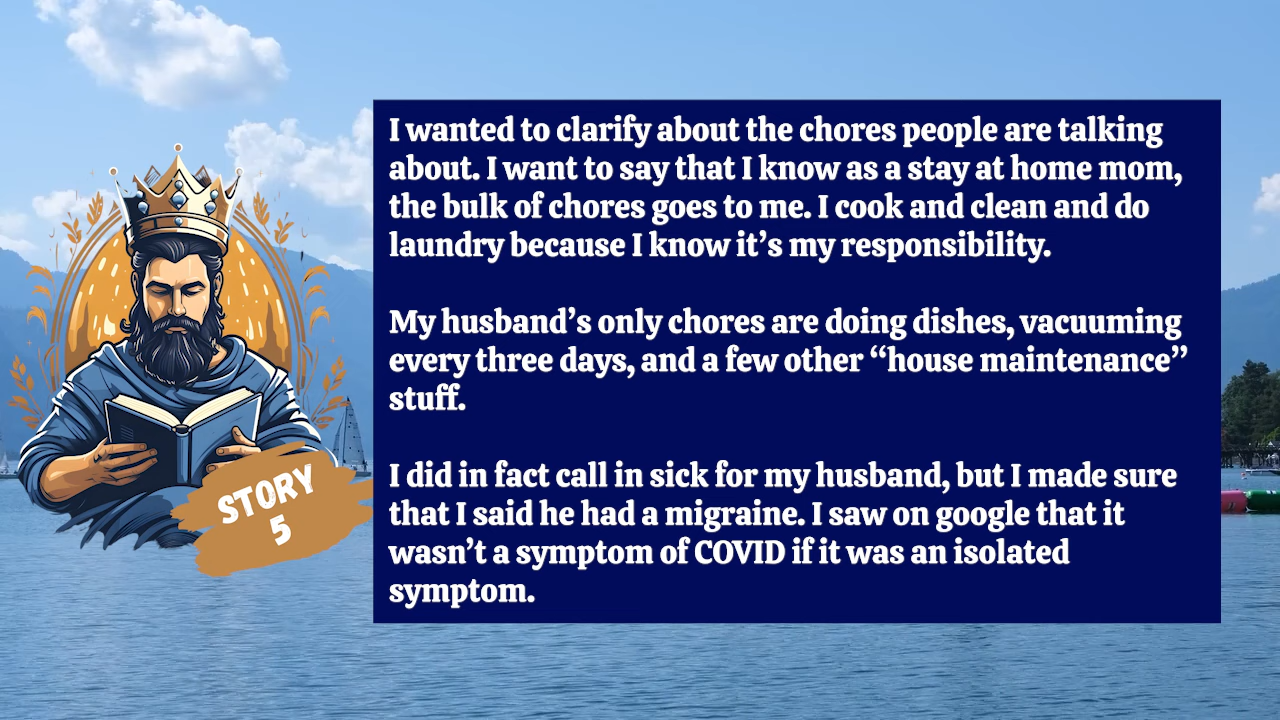 I wanted to clarify about the chores people are talking
about. I want to say that I know as a stay at home mom,
the bulk of chores goes to me. I cook and clean and do
laundry because I know it’s my responsibility.
My husband’s only chores are doing dishes, vacuuming
every three days, and a few other “house maintenance”
stuff.
I did in fact call in sick for my husband, but I made sure
that I said he had a migraine. I saw on google that it
wasn’t a symptom of COVID if it was an isolated
symptom.
STORY
5